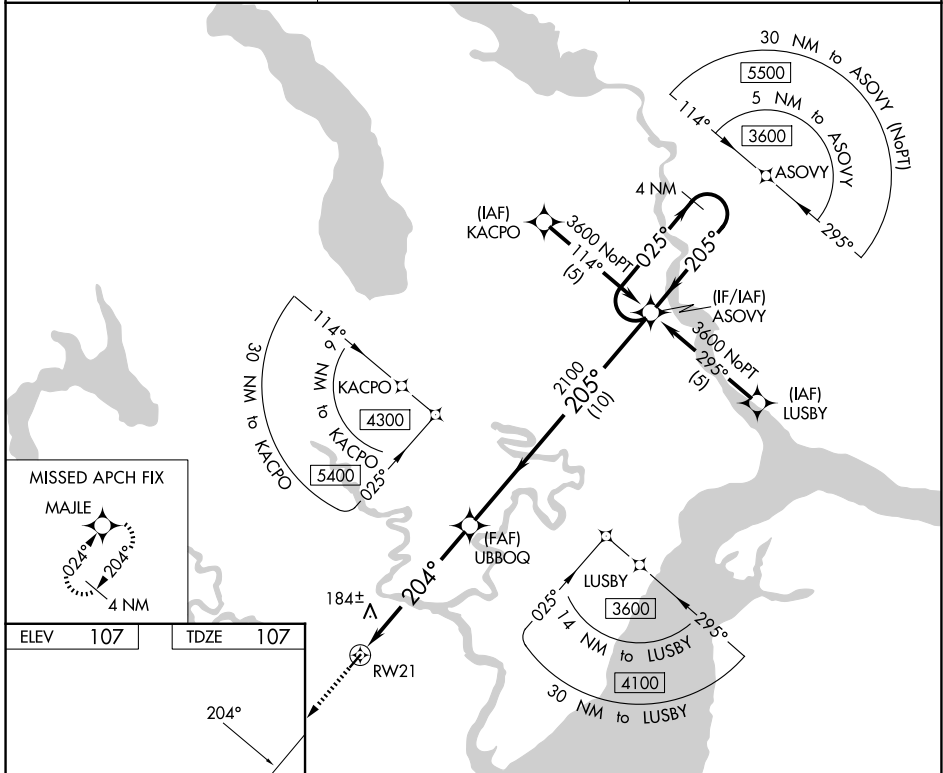 30 NM to ASOVY (NoPT)
5500
5 NM to ASOVY
3600
114°
ASOVY
295°
4 NM
(IAF)
KACPO
3600 NoPT
114°
(5)
025°
205°
(IF/IAF)
ASOVY
3600 NoPT
295°
(5)
(IAF)
LUSBY
2100
205°
(10)
114°
6 NM to KACPO
30 NM to KACPO
KACPO
4300
5400
025°
MISSED APCH FIX
MAJLE
024°
204°
4 NM
(FAF)
UBBOQ
204°
184±
RW21
LUSBY
3600
025°
295°
14 NM to LUSBY
4100
30 NM to LUSBY
ELEV 107
TDZE 107
204°